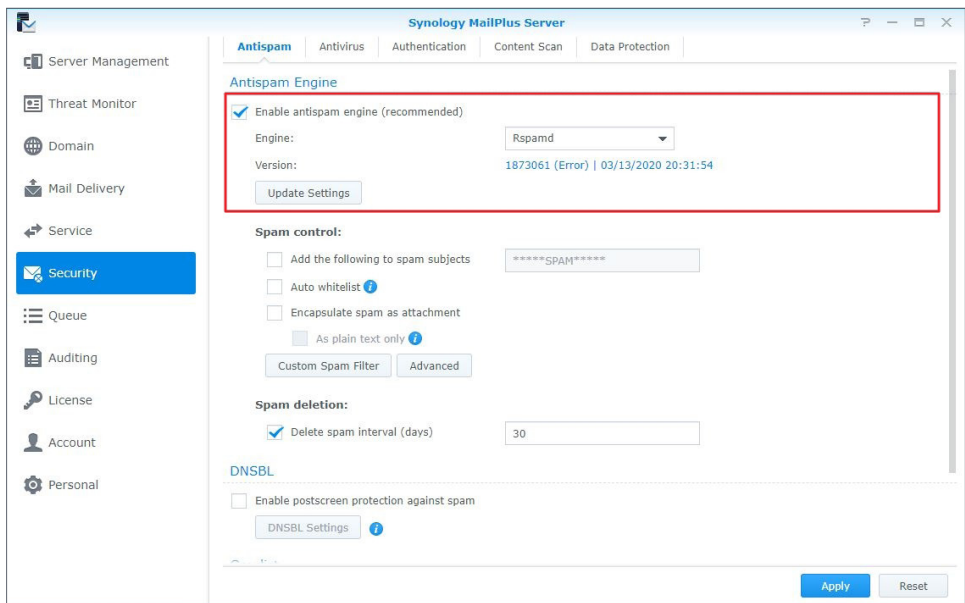 Synology MailPlus Server
Server Management
Threat Monitor
Domain
Mail Delivery
Service
Security
Queue
Auditing
License
Account
Personal
Antispam Antivirus Authentication Content Scan Data Protection
Antispam Engine
Enable antispam engine (recommended)
Engine: Rspamd
Version: 1873061 (Error) | 03/13/2020 20:31:54
Update Settings
Spam control:
Add the following to spam subjects *****SPAM*****
Auto whitelist
Encapsulate spam as attachment
As plain text only
Custom Spam Filter Advanced
Spam deletion:
Delete spam interval (days) 30
DNSBL
Enable postscreen protection against spam
DNSBL Settings
Apply Reset